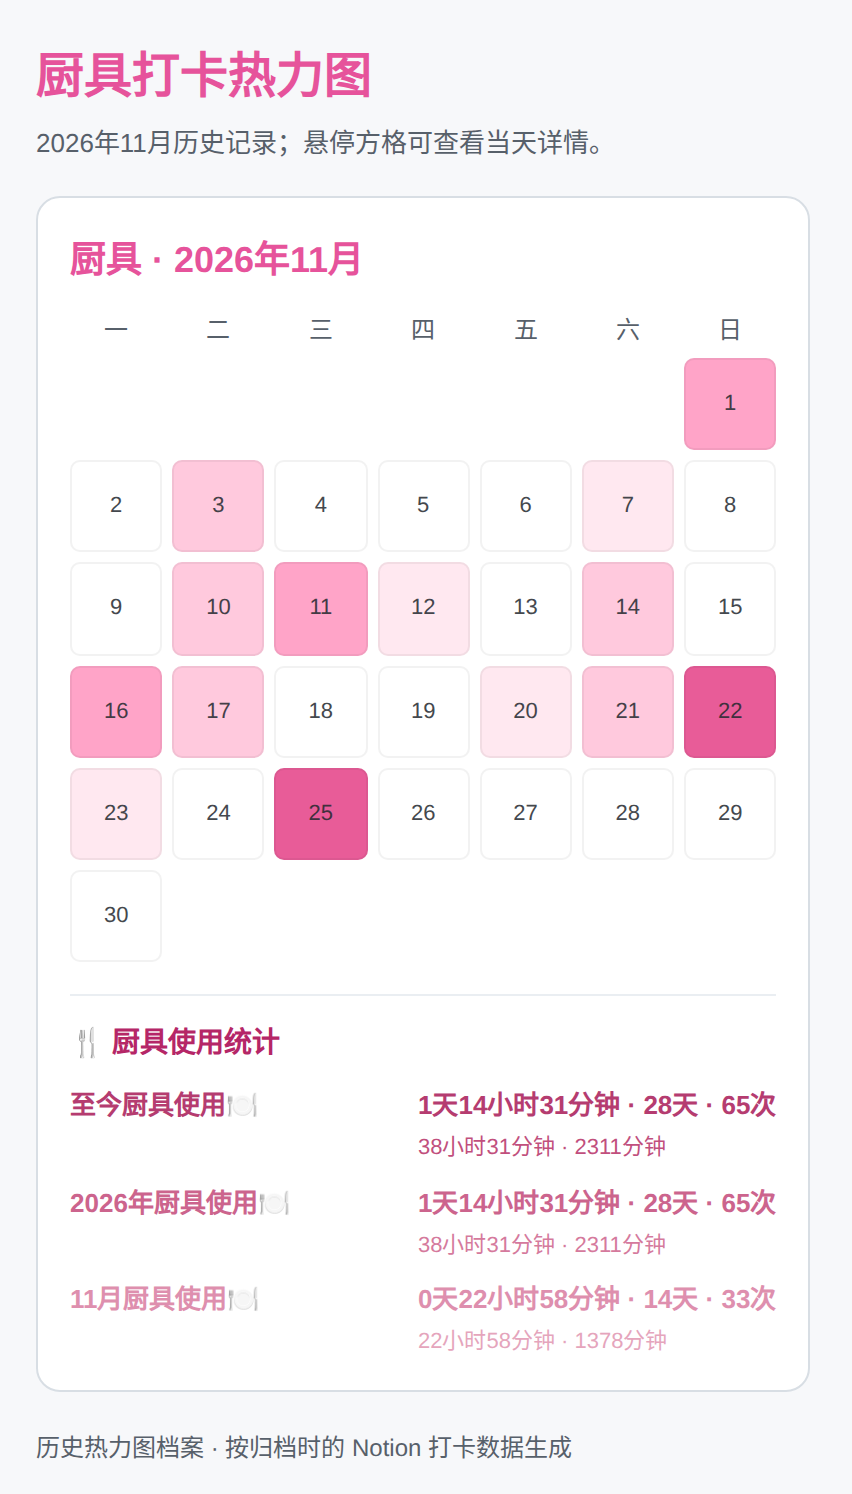 厨具打卡热力图
2026年11月历史记录；悬停方格可查看当天详情。
厨具 · 2026年11月
一 二 三 四 五 六 日
1
2 3 4 5 6 7 8
9 10 11 12 13 14 15
16 17 18 19 20 21 22
23 24 25 26 27 28 29
30
🍴 厨具使用统计
至今厨具使用🍽️ 1天14小时31分钟 · 28天 · 65次
38小时31分钟 · 2311分钟
2026年厨具使用🍽️ 1天14小时31分钟 · 28天 · 65次
38小时31分钟 · 2311分钟
11月厨具使用🍽️ 0天22小时58分钟 · 14天 · 33次
22小时58分钟 · 1378分钟
历史热力图档案 · 按归档时的 Notion 打卡数据生成